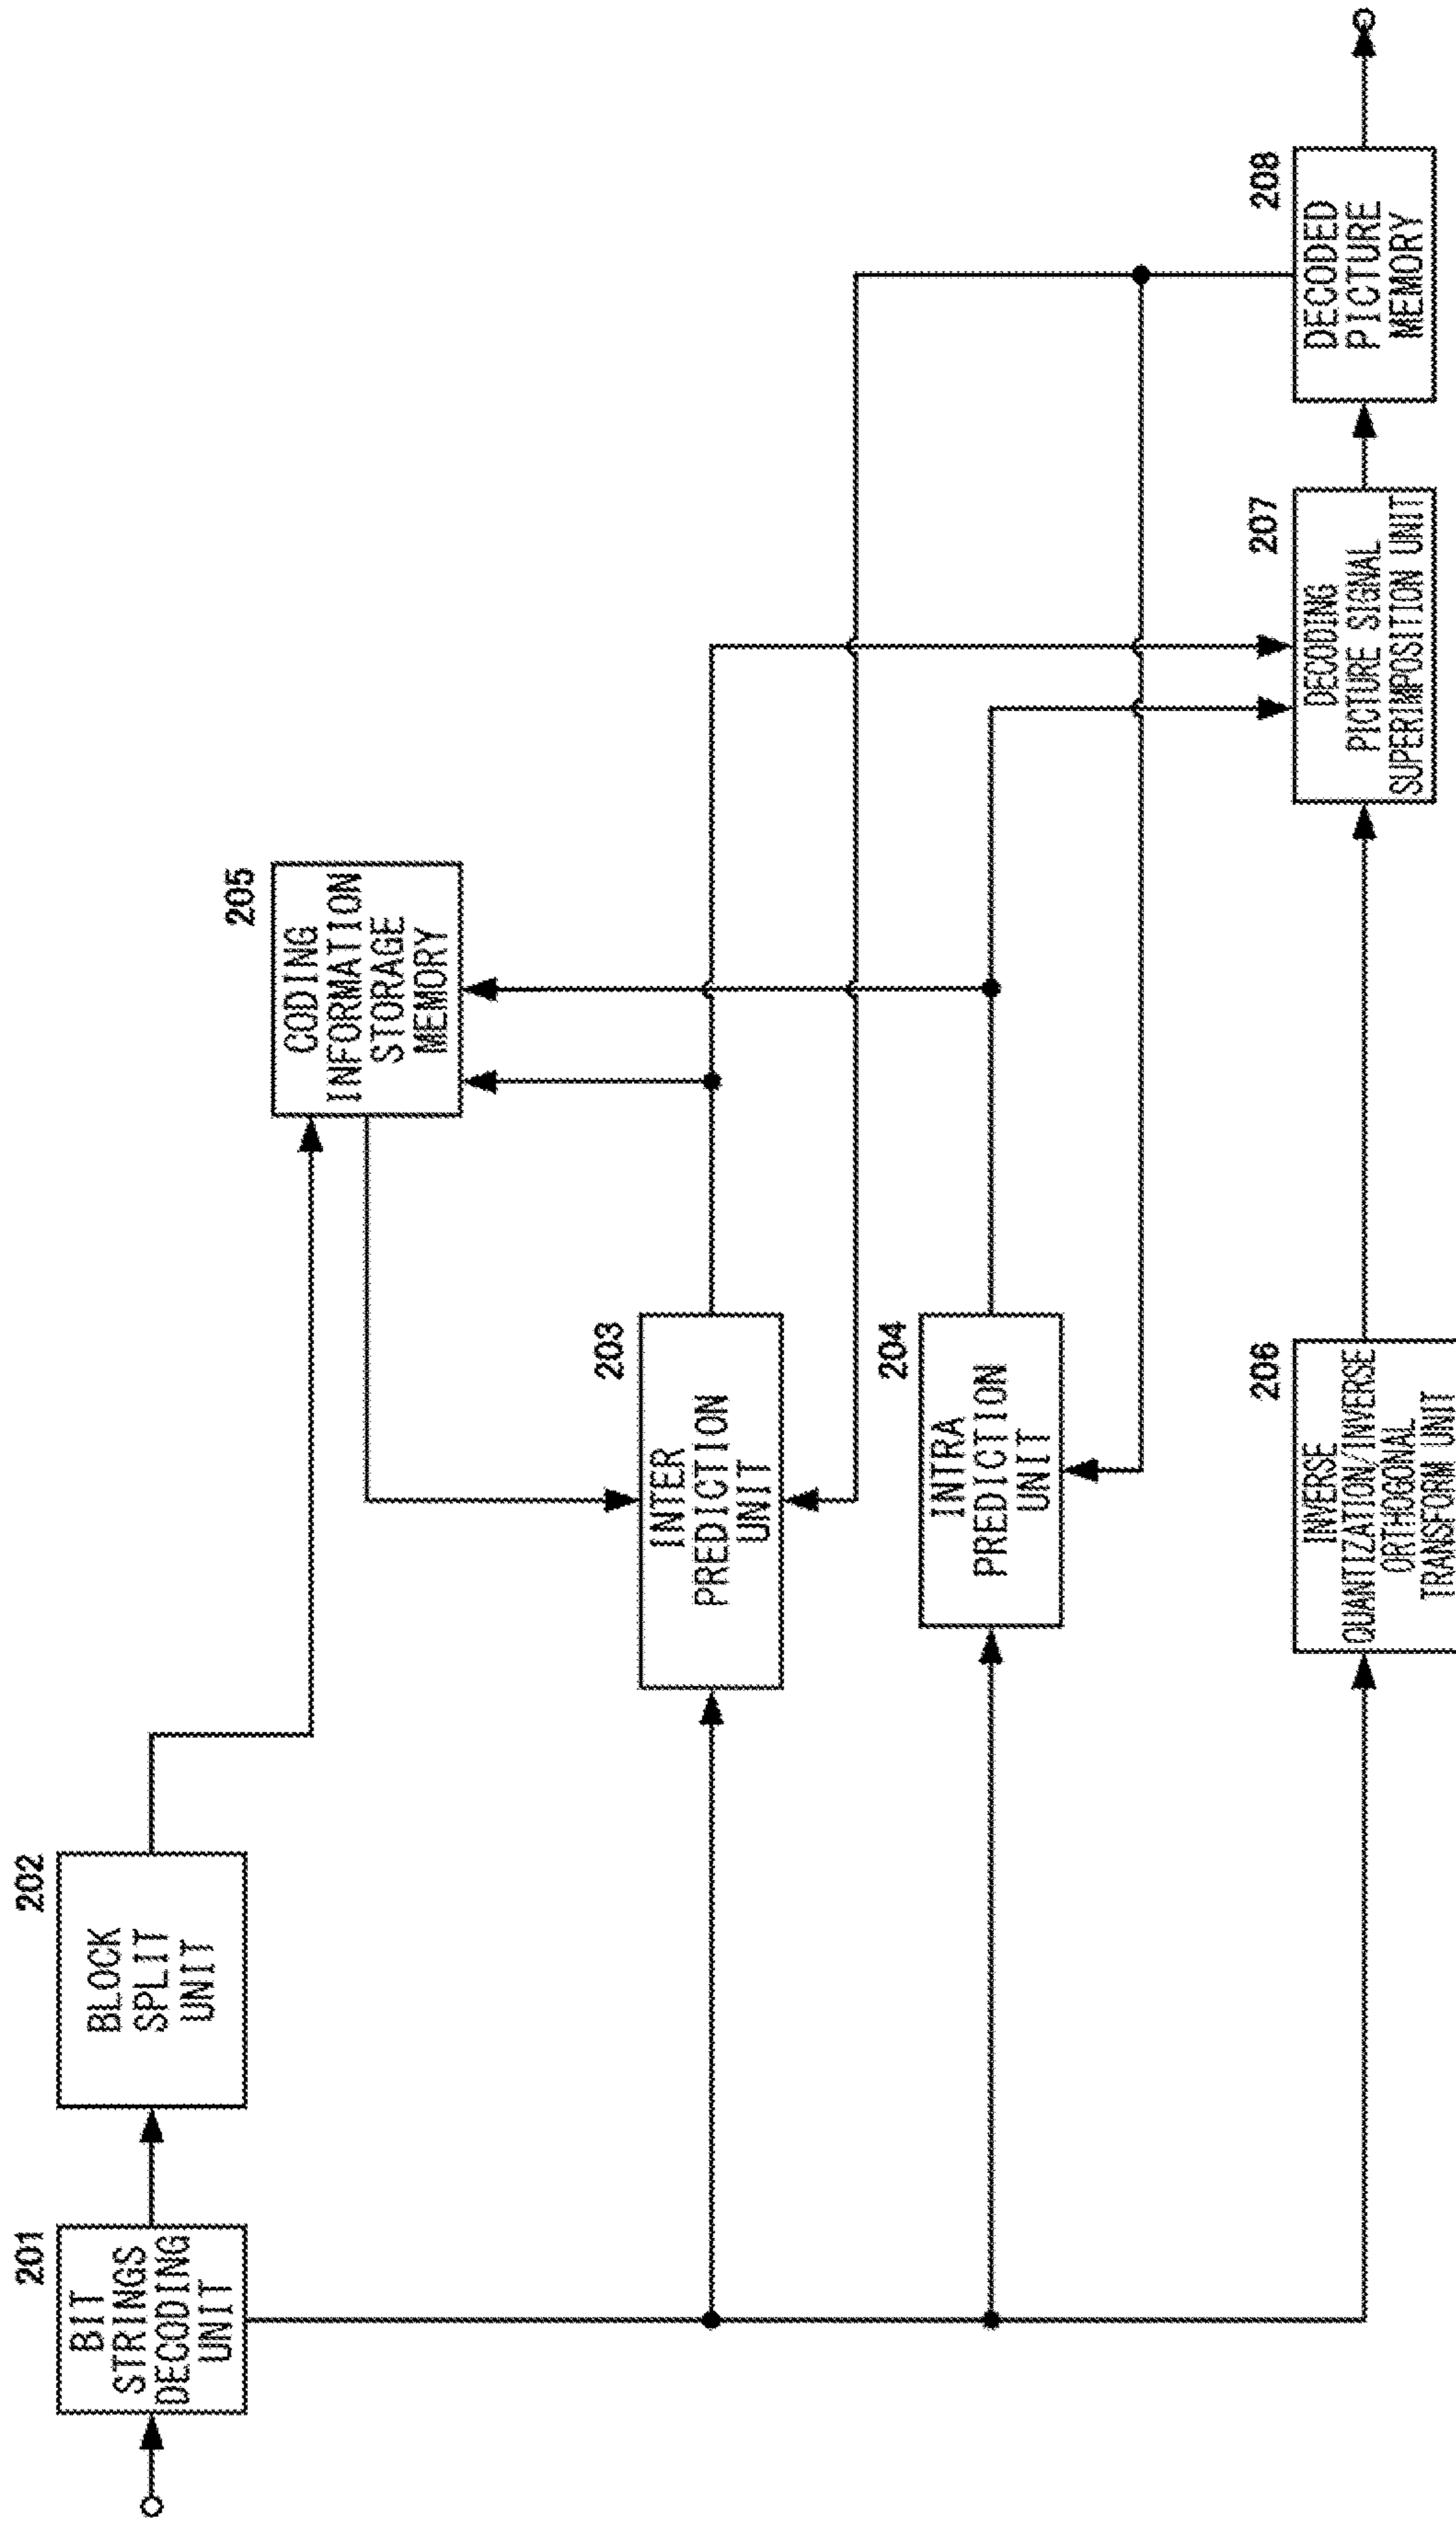 201
BIT
STRINGS
DECODING
UNIT
202
BLOCK
SPLIT
UNIT
205
CODING
INFORMATION
STORAGE
MEMORY
203
INTER
PREDICTION
UNIT
204
INTRA
PREDICTION
UNIT
206
INVERSE
QUANTIZATION/INVERSE
ORTHOGONAL
TRANSFORM UNIT
207
DECODING
PICTURE SIGNAL
SUPERIMPOSITION UNIT
208
DECODED
PICTURE
MEMORY